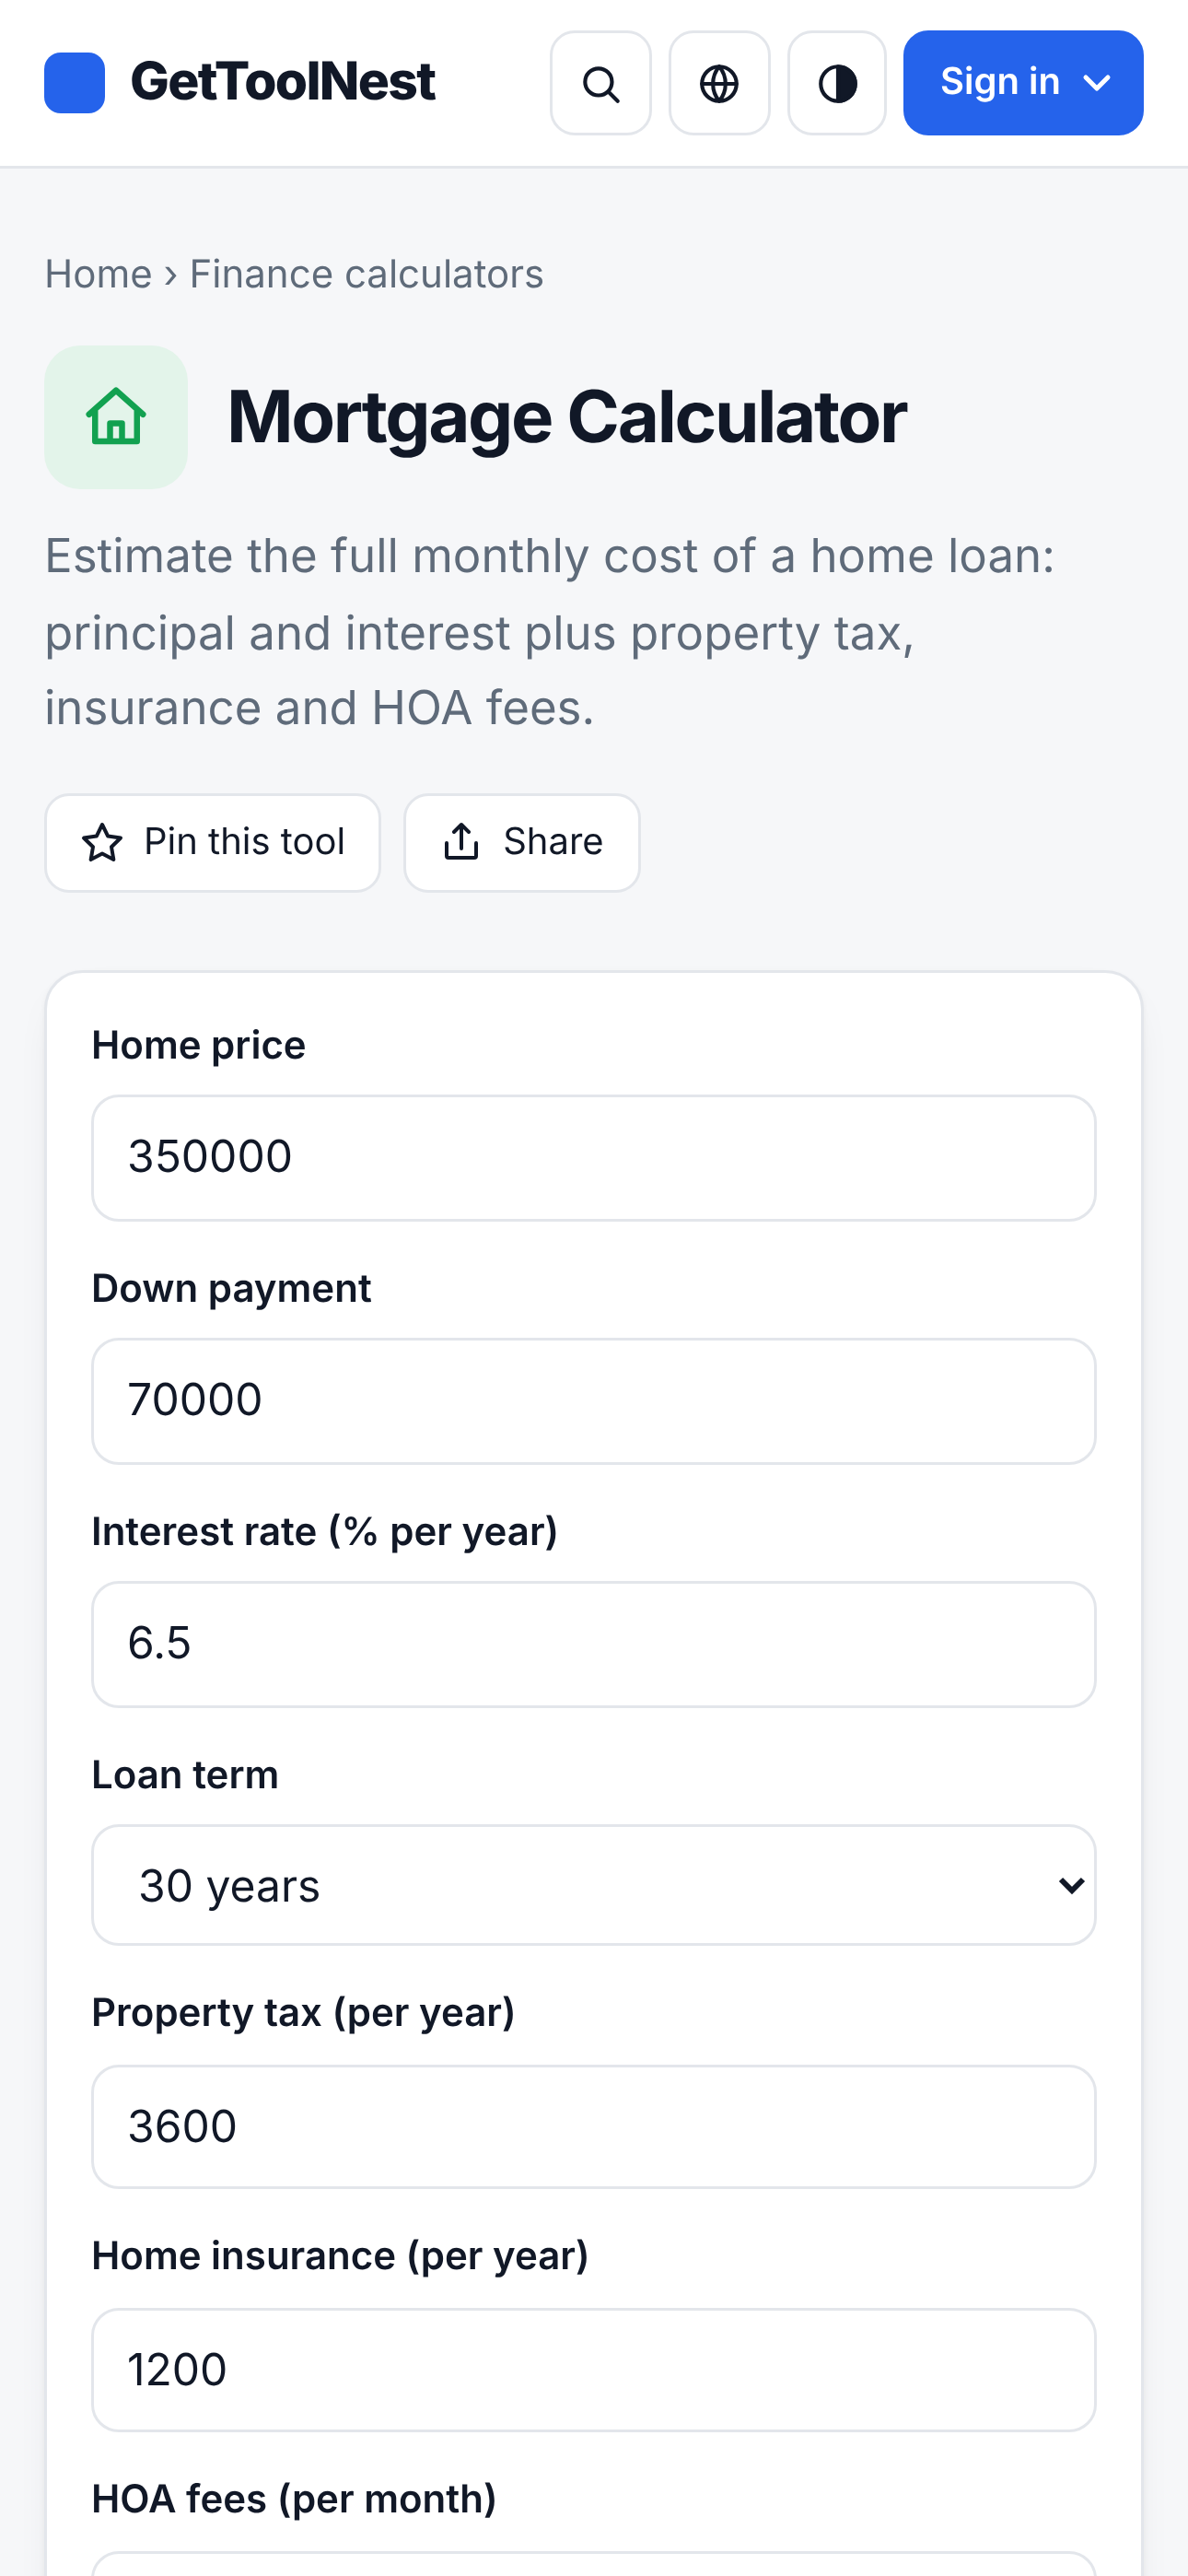 GetToolNest
Sign in
Home › Finance calculators
Mortgage Calculator
Estimate the full monthly cost of a home loan:
principal and interest plus property tax,
insurance and HOA fees.
Pin this tool
Share
Home price
350000
Down payment
70000
Interest rate (% per year)
6.5
Loan term
30 years
Property tax (per year)
3600
Home insurance (per year)
1200
HOA fees (per month)